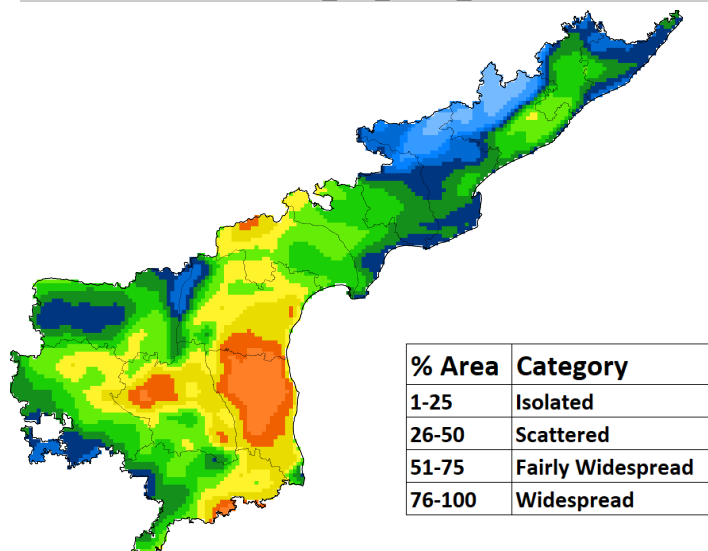 % Area Category
1-25 Isolated
26-50 Scattered
51-75 Fairly Widespread
76-100 Widespread